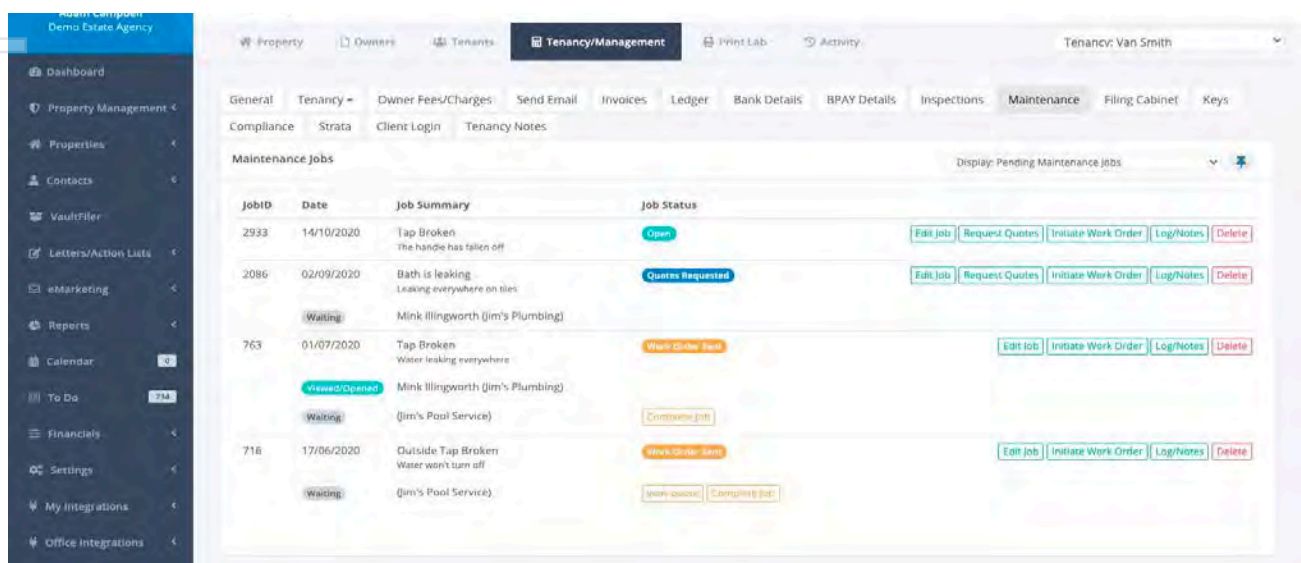 Adam Campbell
Demo Estate Agency
Property Owners Tenants Tenancy/Management Print Lab Activity Tenancy: Van Smith
Dashboard
Property Management
Properties
Contacts
VaultFiler
Letters/Action Lists
eMarketing
Reports
Calendar 0
To Do 734
Financials
Settings
My Integrations
Office Integrations
General Tenancy Owner Fees/Charges Send Email Invoices Ledger Bank Details BPAY Details Inspections Maintenance Filing Cabinet Keys
Compliance Strata Client Login Tenancy Notes
Maintenance Jobs Display: Pending Maintenance Jobs
JobID Date Job Summary Job Status
2933 14/10/2020 Tap Broken Open Edit Job Request Quotes Initiate Work Order Log/Notes Delete
The handle has fallen off
2086 02/09/2020 Bath is leaking Quotes Requested Edit Job Request Quotes Initiate Work Order Log/Notes Delete
Leaking everywhere on tiles
Waiting Mink Illingworth (Jim's Plumbing)
763 01/07/2020 Tap Broken Work Order Sent Edit Job Initiate Work Order Log/Notes Delete
Water leaking everywhere
Viewed/Opened Mink Illingworth (Jim's Plumbing)
Waiting (Jim's Pool Service) Complete Job
716 17/06/2020 Outside Tap Broken Work Order Sent Edit Job Initiate Work Order Log/Notes Delete
Water won't turn off
Waiting (Jim's Pool Service) Complete Job